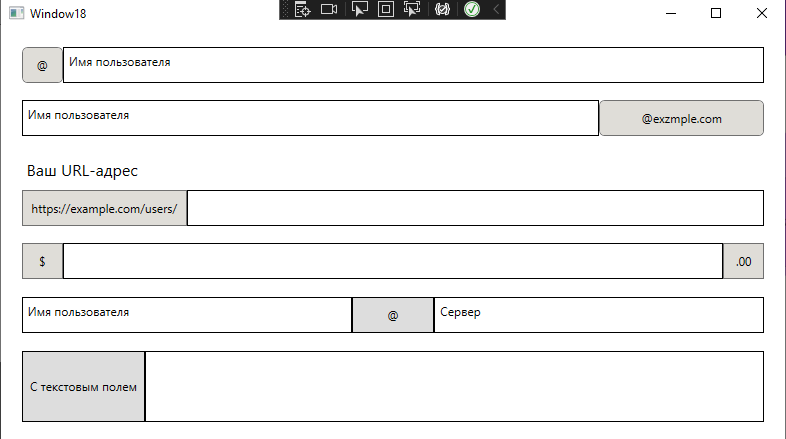 Window18
@ Имя пользователя
Имя пользователя @exzmple.com
Ваш URL-адрес
https://example.com/users/
$ .00
Имя пользователя @ Сервер
С текстовым полем